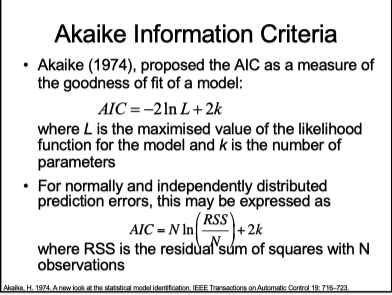 Akaike Information Criteria
• Akaike (1974), proposed the AIC as a measure of
the goodness of fit of a model:
AIC = −2 ln L + 2k
where L is the maximised value of the likelihood
function for the model and k is the number of
parameters
• For normally and independently distributed
prediction errors, this may be expressed as
AIC = N ln(RSS/N) + 2k
where RSS is the residual sum of squares with N
observations
Akaike, H. 1974. A new look at the statistical model identification. IEEE Transactions on Automatic Control 19: 716–723.